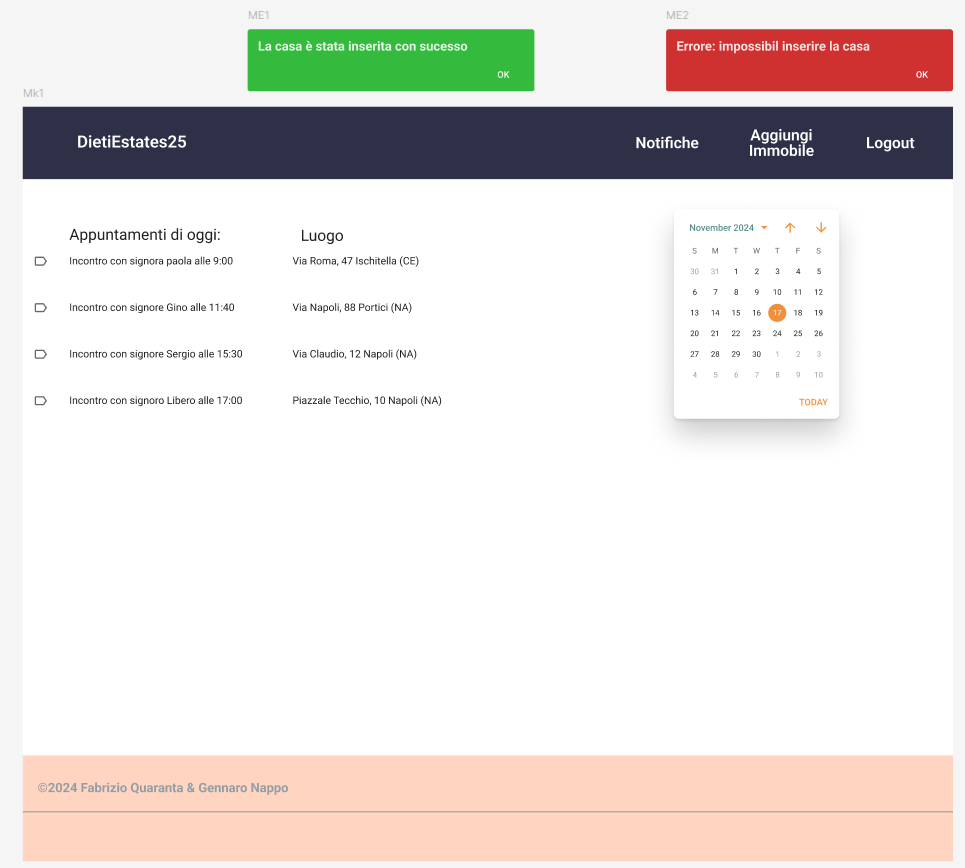 ME1
ME2
La casa è stata inserita con sucesso
OK
Errore: impossibil inserire la casa
OK
Mk1
DietiEstates25
Notifiche
Aggiungi
Immobile
Logout
Appuntamenti di oggi:
Luogo
Incontro con signora paola alle 9:00
Via Roma, 47 Ischitella (CE)
Incontro con signore Gino alle 11:40
Via Napoli, 88 Portici (NA)
Incontro con signore Sergio alle 15:30
Via Claudio, 12 Napoli (NA)
Incontro con signoro Libero alle 17:00
Piazzale Tecchio, 10 Napoli (NA)
November 2024
S M T W T F S
30 31 1 2 3 4 5
6 7 8 9 10 11 12
13 14 15 16 17 18 19
20 21 22 23 24 25 26
27 28 29 30 1 2 3
4 5 6 7 8 9 10
TODAY
©2024 Fabrizio Quaranta & Gennaro Nappo